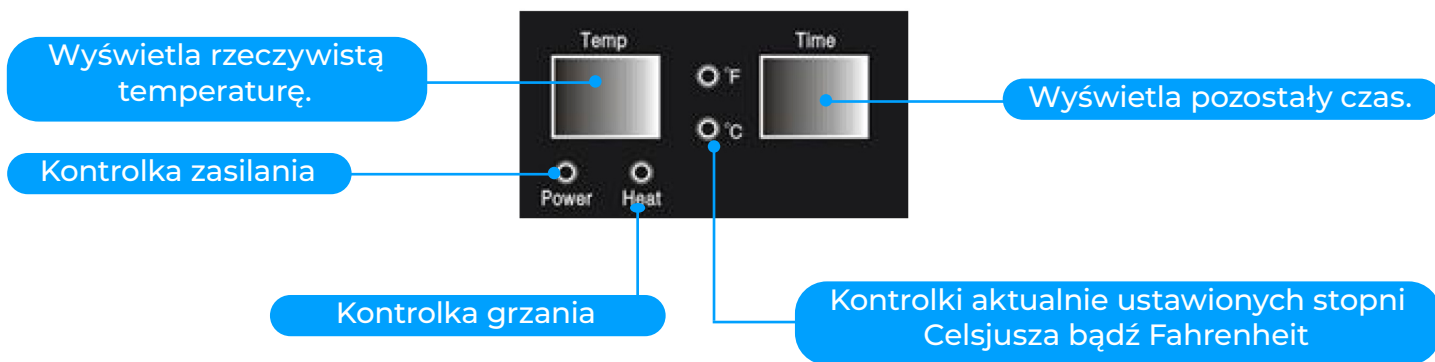 Temp
Time
Wyświetla rzeczywistą
temperaturę.
°F
Wyświetla pozostały czas.
°C
Kontrolka zasilania
Power
Heat
Kontrolka grzania
Kontrolki aktualnie ustawionych stopni
Celsjusza bądź Fahrenheit